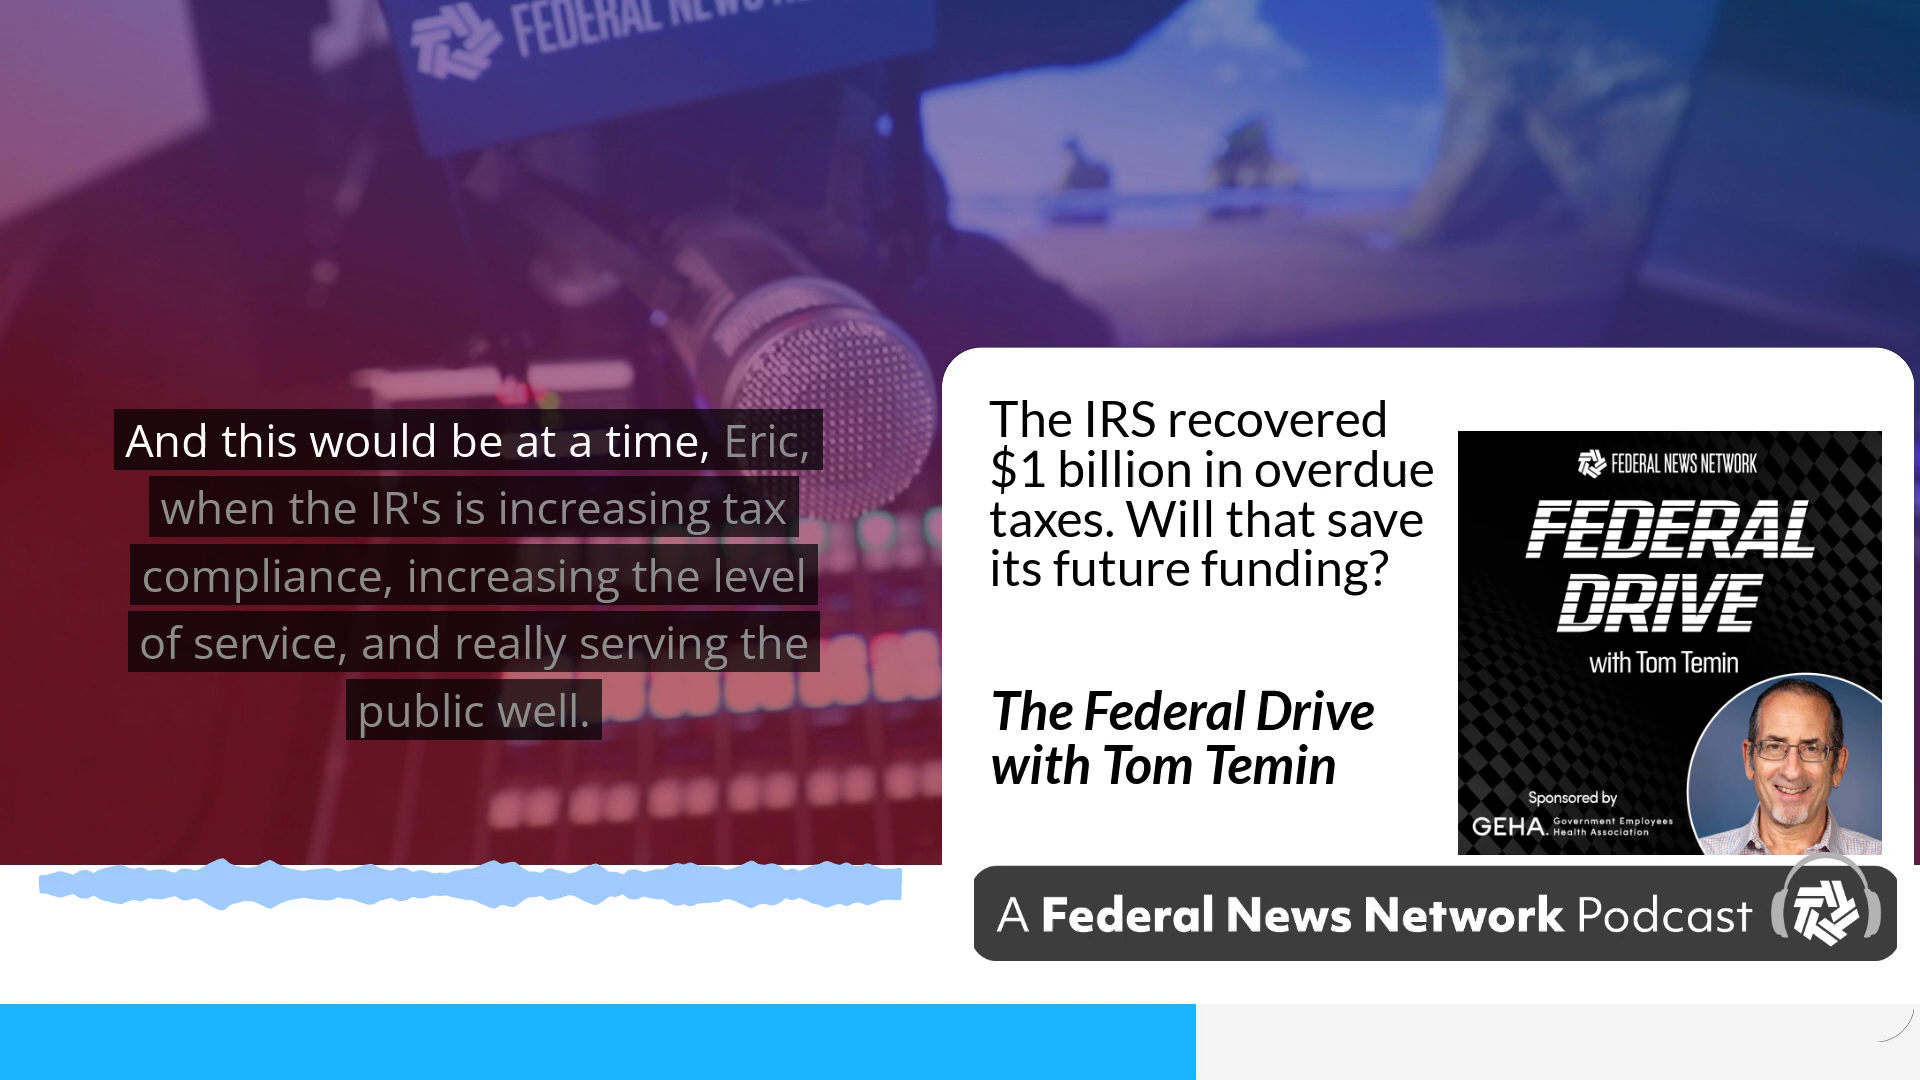 FEDERAL NEWS
And this would be at a time, Eric,
when the IR's is increasing tax
compliance, increasing the level
of service, and really serving the
public well.
The IRS recovered
$1 billion in overdue
taxes. Will that save
its future funding?
The Federal Drive
with Tom Temin
FEDERAL NEWS NETWORK
FEDERAL
DRIVE
with Tom Temin
Sponsored by
GEHA. Government Employees
Health Association
A Federal News Network Podcast